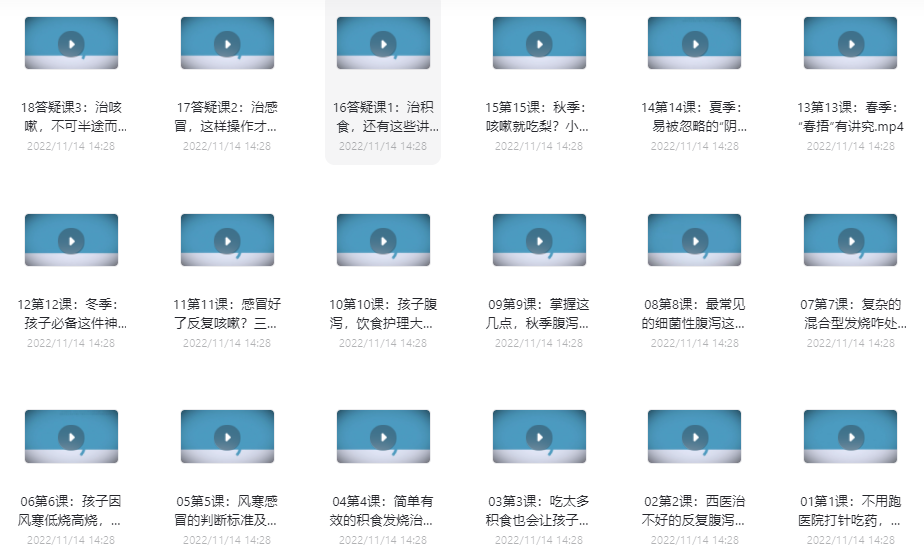 18答疑课3：治咳
嗽，不可半途而...
2022/11/14 14:28
17答疑课2：治感
冒，这样操作才...
2022/11/14 14:28
16答疑课1：治积
食，还有这些讲...
2022/11/14 14:28
15第15课：秋季：
咳嗽就吃梨？小...
2022/11/14 14:28
14第14课：夏季：
易被忽略的“阴...
2022/11/14 14:28
13第13课：春季：
“春捂”有讲究.mp4
2022/11/14 14:28
12第12课：冬季：
孩子必备这件神...
2022/11/14 14:28
11第11课：感冒好
了反复咳嗽？三...
2022/11/14 14:28
10第10课：孩子腹
泻，饮食护理大...
2022/11/14 14:28
09第9课：掌握这
几点，秋季腹泻...
2022/11/14 14:28
08第8课：最常见
的细菌性腹泻这...
2022/11/14 14:28
07第7课：复杂的
混合型发烧咋处...
2022/11/14 14:28
06第6课：孩子因
风寒低烧高烧，...
2022/11/14 14:28
05第5课：风寒感
冒的判断标准及...
2022/11/14 14:28
04第4课：简单有
效的积食发烧治...
2022/11/14 14:28
03第3课：吃太多
积食也会让孩子...
2022/11/14 14:28
02第2课：西医治
不好的反复腹泻...
2022/11/14 14:28
01第1课：不用跑
医院打针吃药，...
2022/11/14 14:28